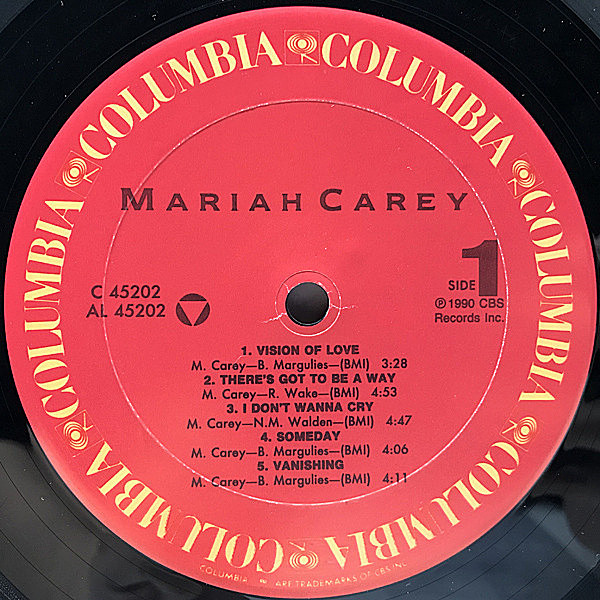 COLUMBIA COLUMBIA COLUMBIA COLUMBIA COLUMBIA COLUMBIA COLUMBIA COLUMBIA
MARIAH CAREY
C 45202
AL 45202
SIDE 1
℗ 1990 CBS
Records Inc.
1. VISION OF LOVE
M. Carey—B. Margulies—(BMI) 3:28
2. THERE'S GOT TO BE A WAY
M. Carey—R. Wake—(BMI) 4:53
3. I DON'T WANNA CRY
M. Carey—N.M. Walden—(BMI) 4:47
4. SOMEDAY
M. Carey—B. Margulies—(BMI) 4:06
5. VANISHING
M. Carey—B. Margulies—(BMI) 4:11
COLUMBIA ARE TRADEMARKS OF CBS INC.